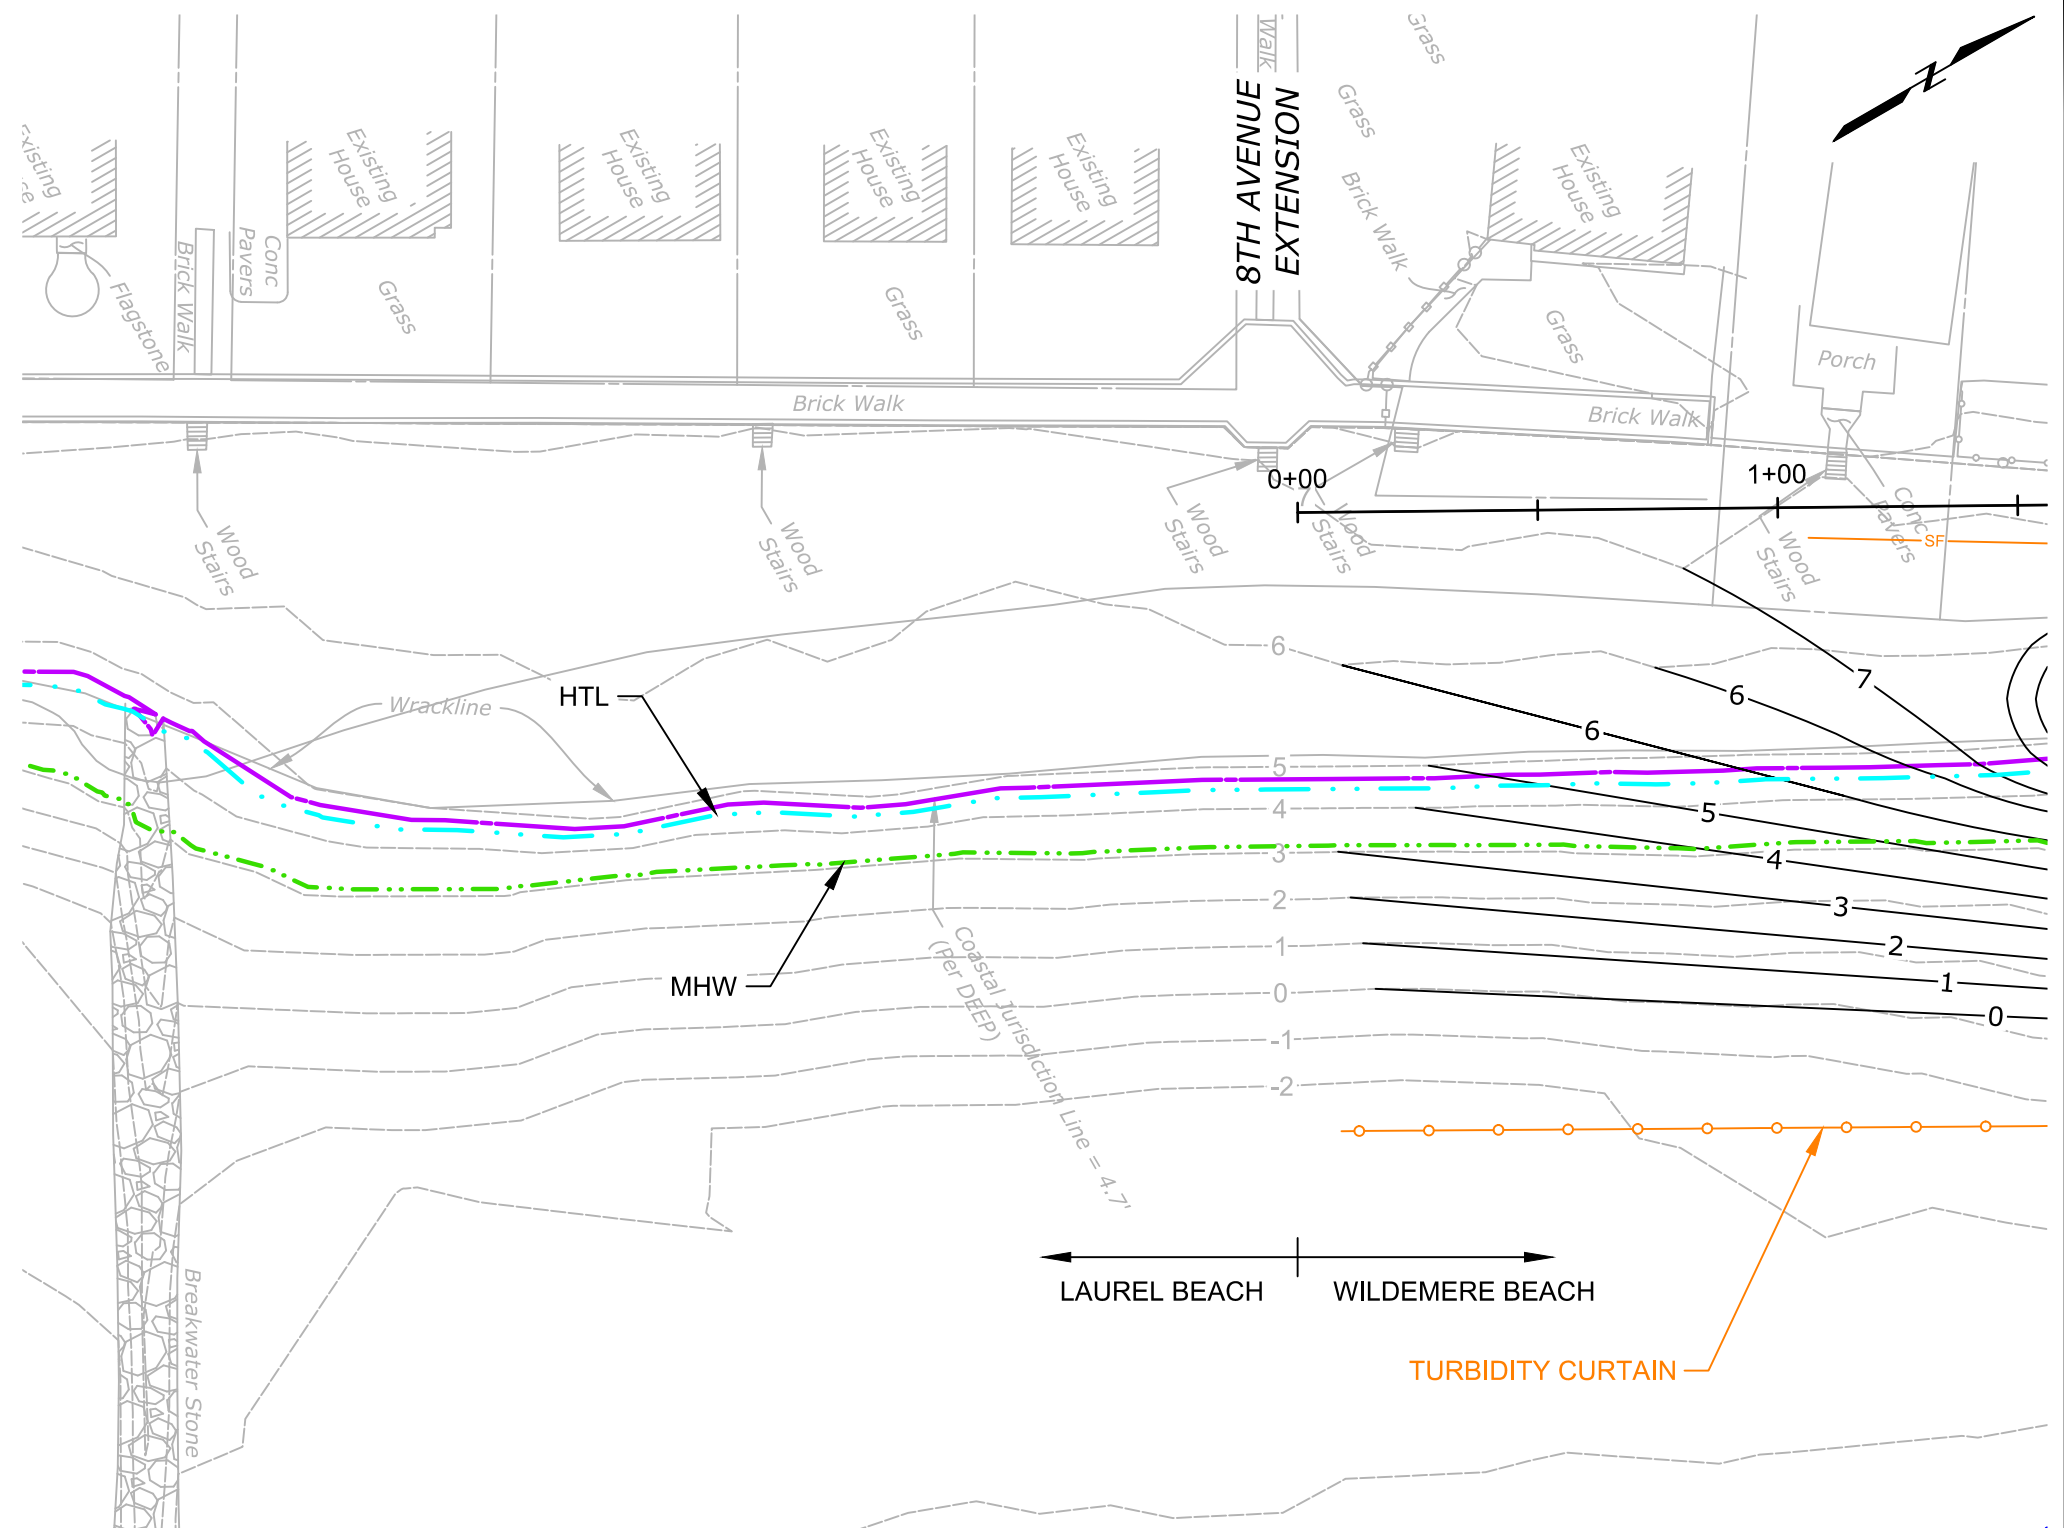 Walk
Grass
N
8TH AVENUE
EXTENSION
Grass
Existing
House
Existing
House
Existing
House
Existing
House
Existing
House
Brick Walk
Brick Walk
Conc
Pavers
Flagstone
Grass
Grass
Grass
Porch
Brick Walk
Brick Walk
0+00
1+00
Wood
Stairs
Wood
Stairs
Wood
Stairs
Wood
Stairs
Wood
Stairs
Conc
Pavers
SF
6
7
6
6
HTL
Wrackline
5
4
5
3
4
2
3
1
2
MHW
0
1
0
-1
-2
Coastal Jurisdiction Line = 4.7'
(Per DEEP)
Breakwater Stone
LAUREL BEACH
WILDEMERE BEACH
TURBIDITY CURTAIN